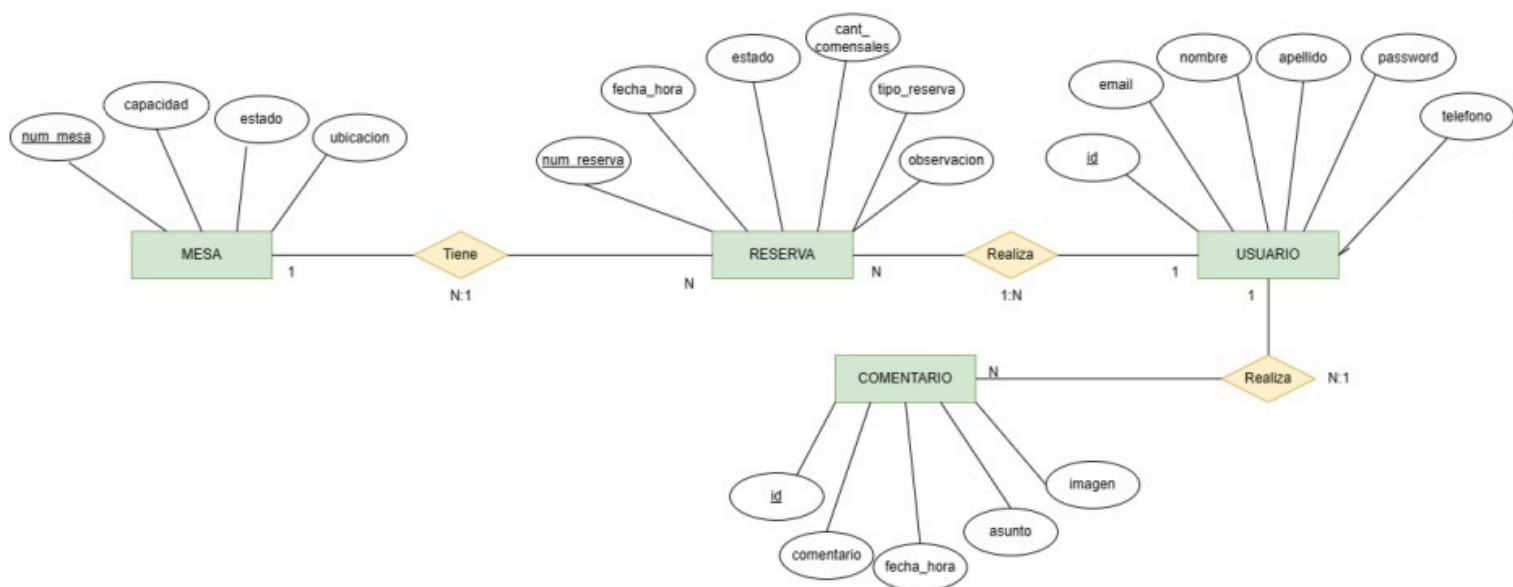 num_mesa
capacidad
estado
ubicacion
MESA
1
Tiene
N:1
N
num_reserva
fecha_hora
estado
cant_
comensales
tipo_reserva
observacion
RESERVA
N
Realiza
1:N
1
id
email
nombre
apellido
password
telefono
USUARIO
1
Realiza
N:1
COMENTARIO
N
id
comentario
fecha_hora
asunto
imagen